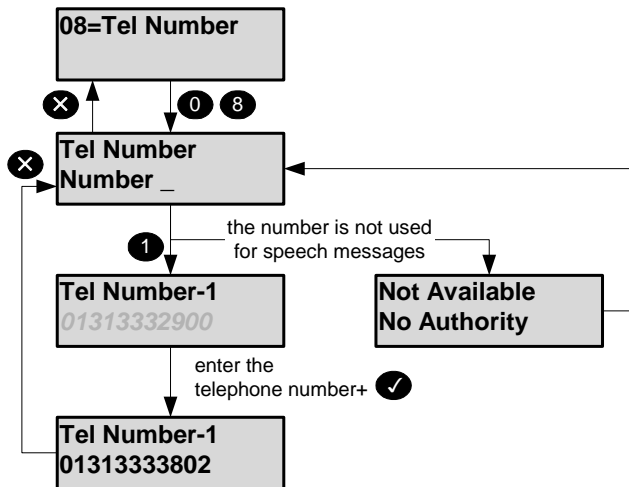 08=Tel Number
0 8
Tel Number
Number _
1
the number is not used
for speech messages
Tel Number-1
01313332900
Not Available
No Authority
enter the
telephone number+
Tel Number-1
01313333802